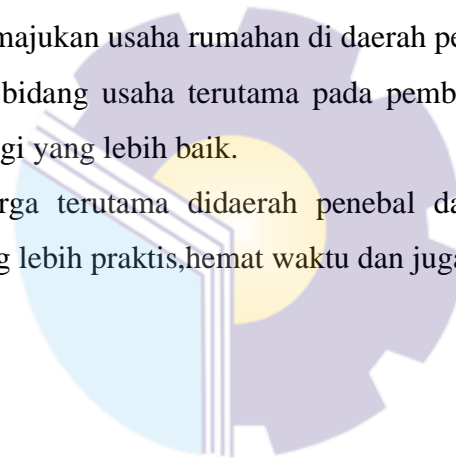 majukan usaha rumahan di daerah pe
bidang usaha terutama pada pemb
gi yang lebih baik.
rga terutama didaerah penebal da
g lebih praktis,hemat waktu dan juga